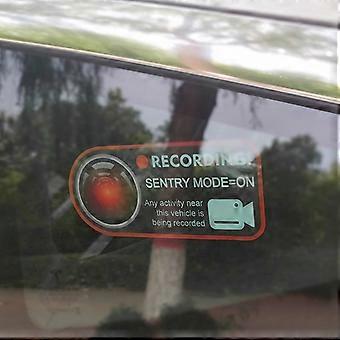 RECORDING!
SENTRY MODE=ON
Any activity near
this vehicle is
being recorded